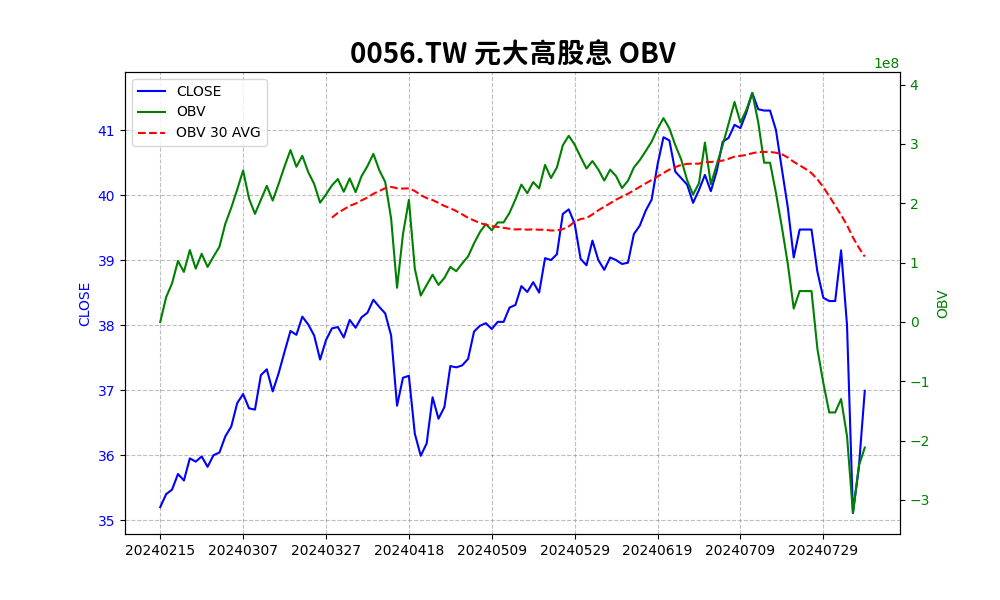 0056.TW 元大高股息 OBV
1e8
CLOSE
OBV
OBV 30 AVG
41
40
39
38
37
36
35
CLOSE
4
3
2
1
0
−1
−2
−3
OBV
20240215 20240307 20240327 20240418 20240509 20240529 20240619 20240709 20240729